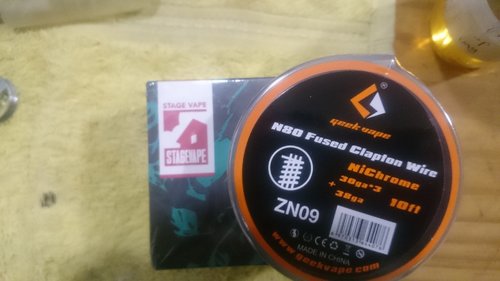 STAGE VAPE
STAGEVAPE
geekvape
N80 Fused Clapton Wire
NiChrome
30ga*3
+ 38ga
10ft
ZN09
MADE IN CHINA
www.geekvape.com